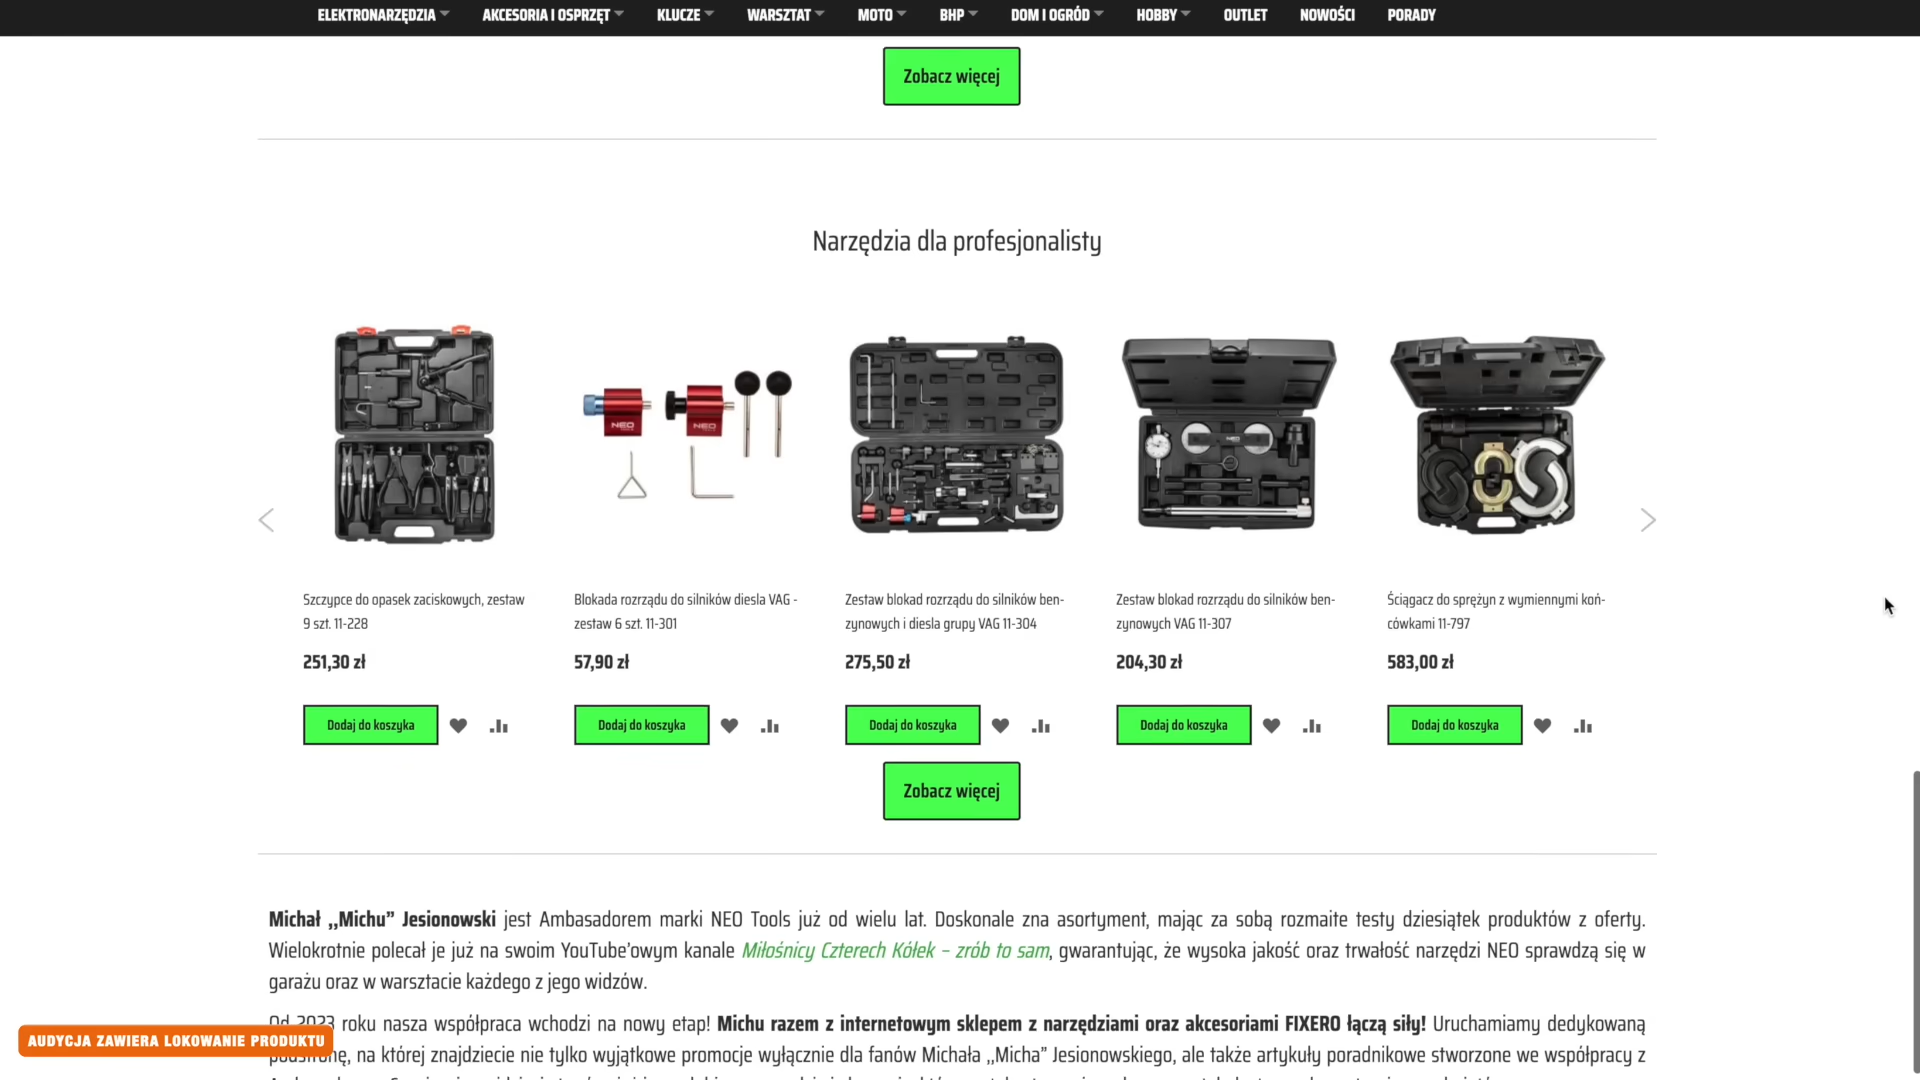 ELEKTRONARZĘDZIA AKCESORIA I OSPRZĘT KLUCZE WARSZTAT MOTO BHP DOM I OGRÓD HOBBY OUTLET NOWOŚCI PORADY
Zobacz więcej
Narzędzia dla profesjonalisty
NEO NEO
Szczypce do opasek zaciskowych, zestaw
9 szt. 11-228
251,30 zł
Dodaj do koszyka
Blokada rozrządu do silników diesla VAG -
zestaw 6 szt. 11-301
57,90 zł
Dodaj do koszyka
Zestaw blokad rozrządu do silników ben-
zynowych i diesla grupy VAG 11-304
275,50 zł
Dodaj do koszyka
Zestaw blokad rozrządu do silników ben-
zynowych VAG 11-307
204,30 zł
Dodaj do koszyka
Ściągacz do sprężyn z wymiennymi koń-
cówkami 11-797
583,00 zł
Dodaj do koszyka
Zobacz więcej
Michał ,,Michu” Jesionowski jest Ambasadorem marki NEO Tools już od wielu lat. Doskonale zna asortyment, mając za sobą rozmaite testy dziesiątek produktów z oferty.
Wielokrotnie polecał je już na swoim YouTube’owym kanale Miłośnicy Czterech Kółek – zrób to sam, gwarantując, że wysoka jakość oraz trwałość narzędzi NEO sprawdzą się w
garażu oraz w warsztacie każdego z jego widzów.
Od 2023 roku nasza współpraca wchodzi na nowy etap! Michu razem z internetowym sklepem z narzędziami oraz akcesoriami FIXERO łączą siły! Uruchamiamy dedykowaną
podstronę, na której znajdziecie nie tylko wyjątkowe promocje wyłącznie dla fanów Michała ,,Micha” Jesionowskiego, ale także artykuły poradnikowe stworzone we współpracy z
AUDYCJA ZAWIERA LOKOWANIE PRODUKTU